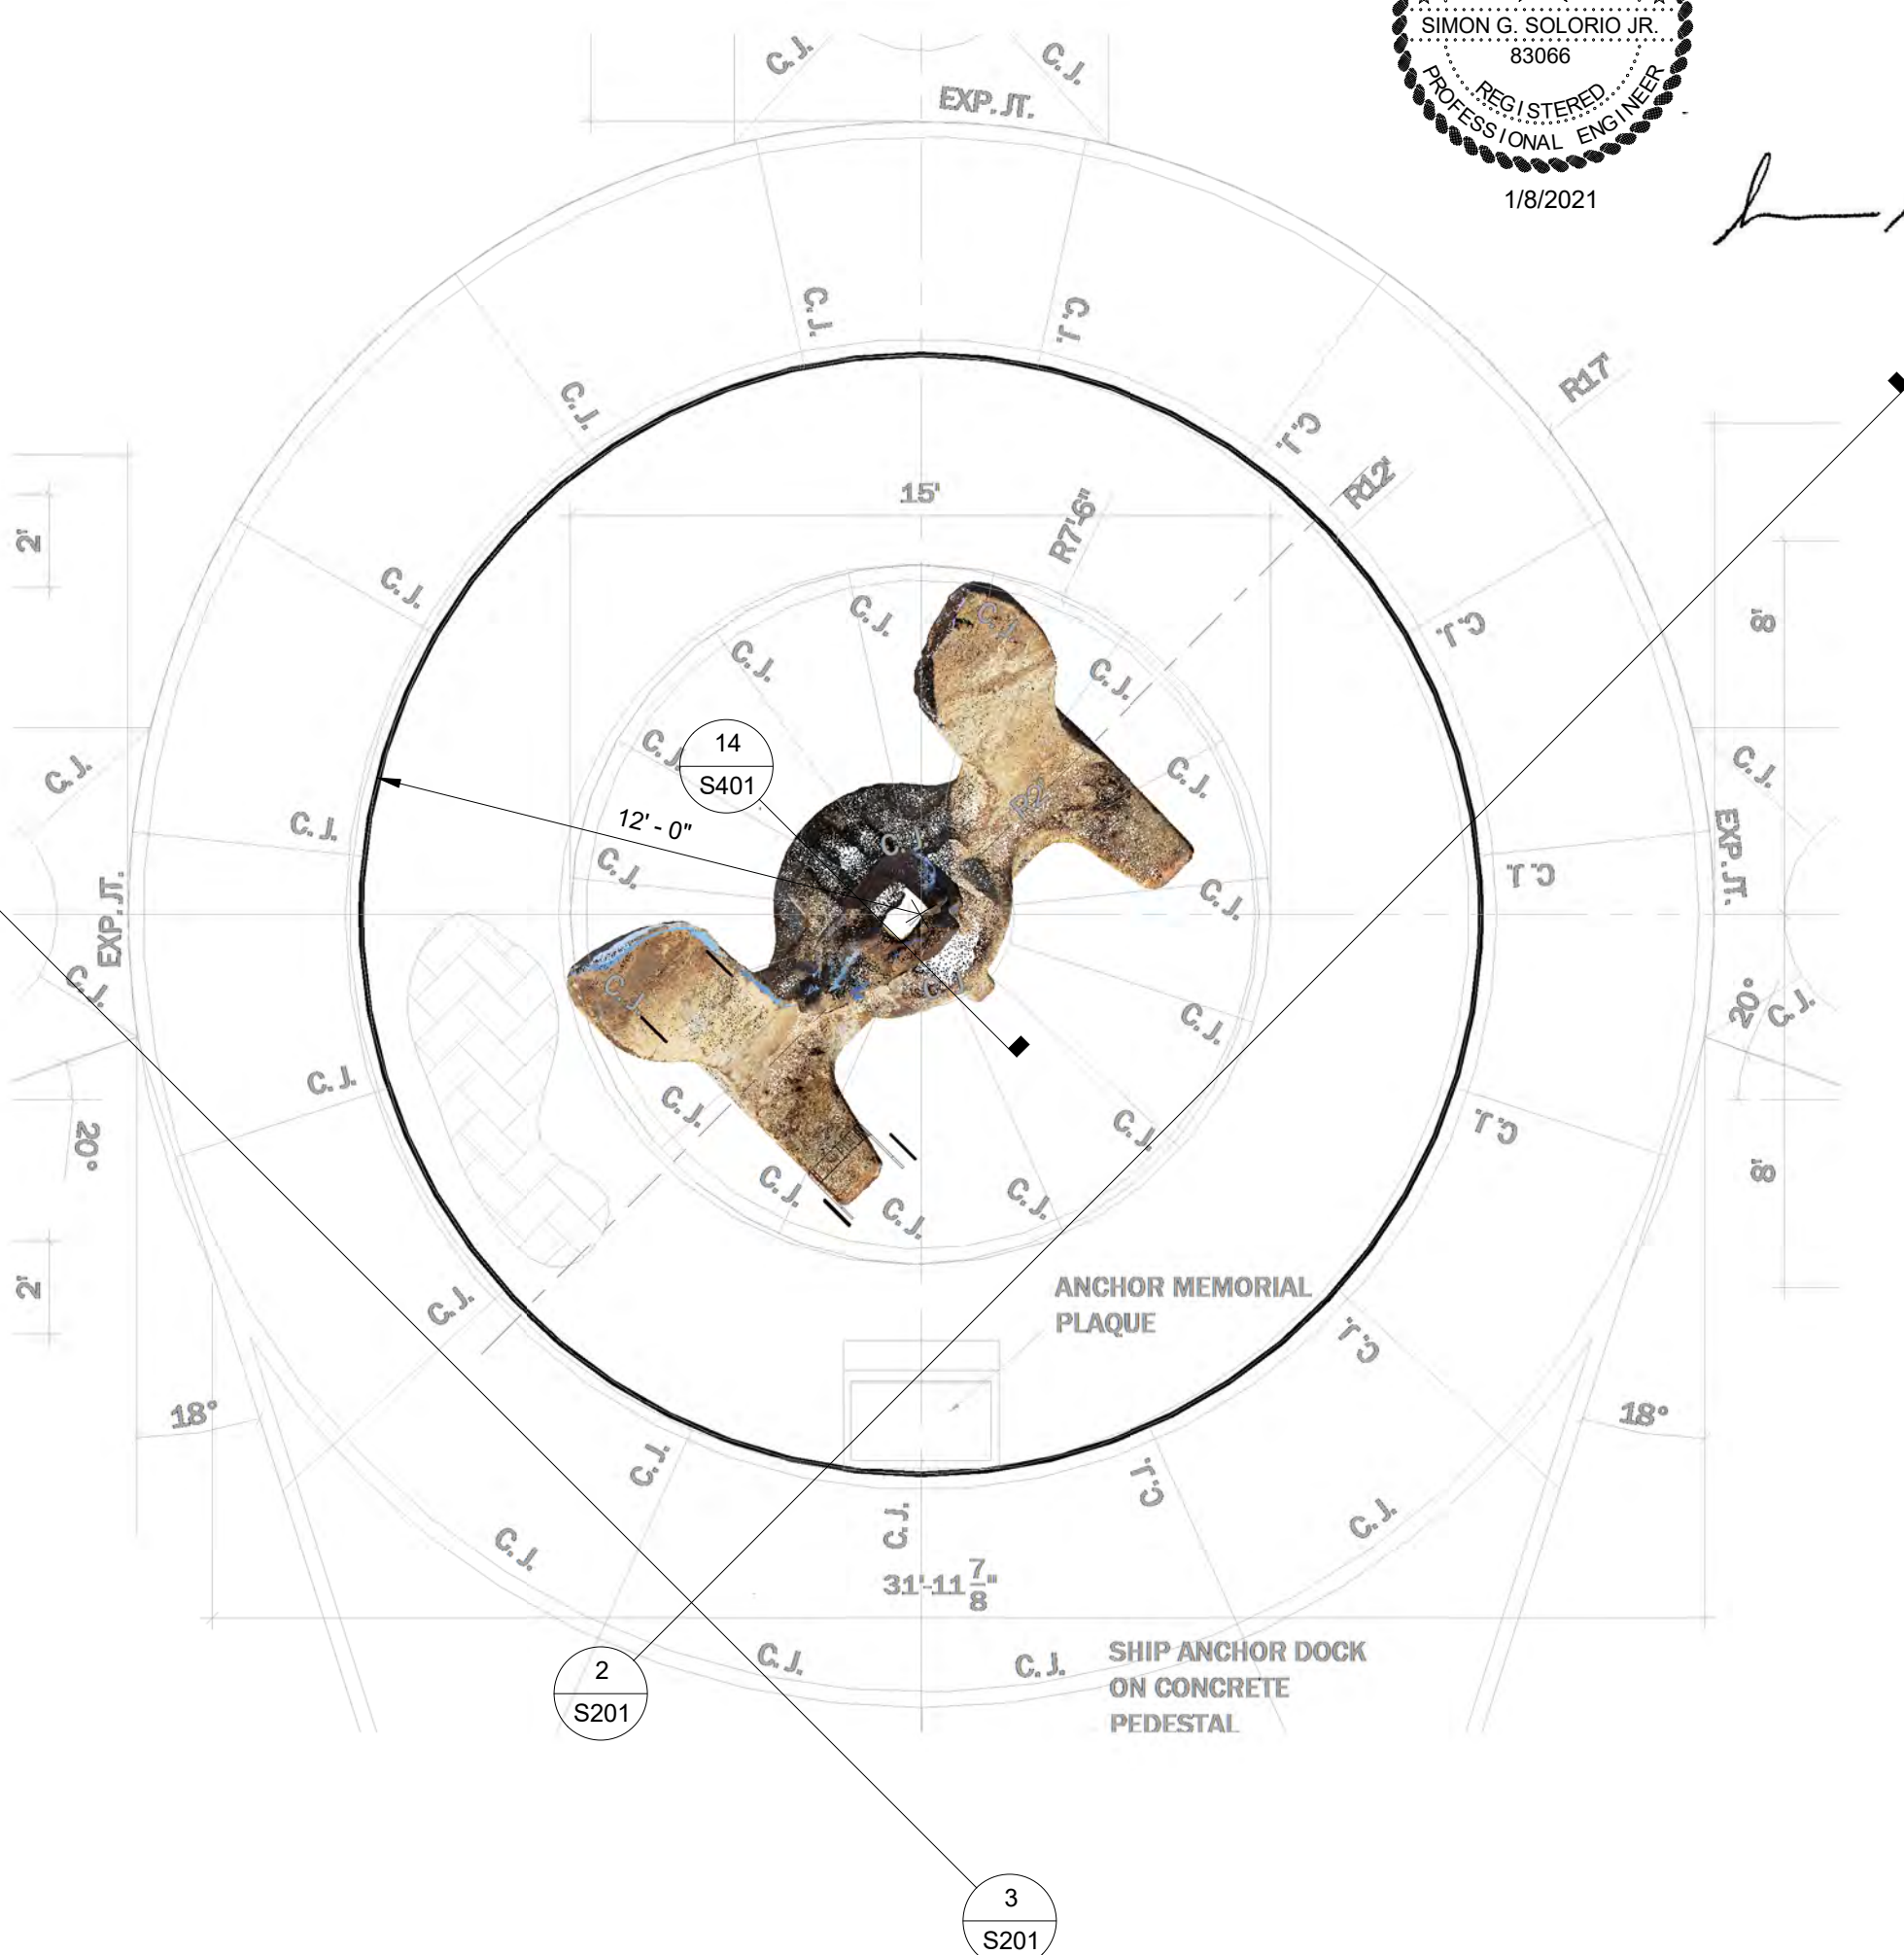 SIMON G. SOLORIO JR.
83066
REGISTERED
PROFESSIONAL ENGINEER
1/8/2021
C.J.
C.J.
EXP. JT.
C.J.
C.J.
R17'
C.J.
C.J.
R12'
15'
R7'-6"
2'
C.J.
C.J.
8'
C.J.
C.J.
C.J.
C.J.
C.J.
C.J.
14
S401
C.J.
C.J.
C.J.
R2'
12' - 0"
C.J.
C.J.
C.J.
C.J.
C.J.
EXP. JT.
EXP. JT.
C.J.
C.J.
C.J.
C.J.
20°
C.J.
C.J.
C.J.
C.J.
C.J.
C.J.
20°
8'
C.J.
C.J.
C.J.
2'
C.J.
ANCHOR MEMORIAL
PLAQUE
C.J.
18°
18°
C.J.
C.J.
C.J.
C.J.
C.J.
31'-11 7/8"
C.J.
C.J.
SHIP ANCHOR DOCK
ON CONCRETE
PEDESTAL
2
S201
3
S201